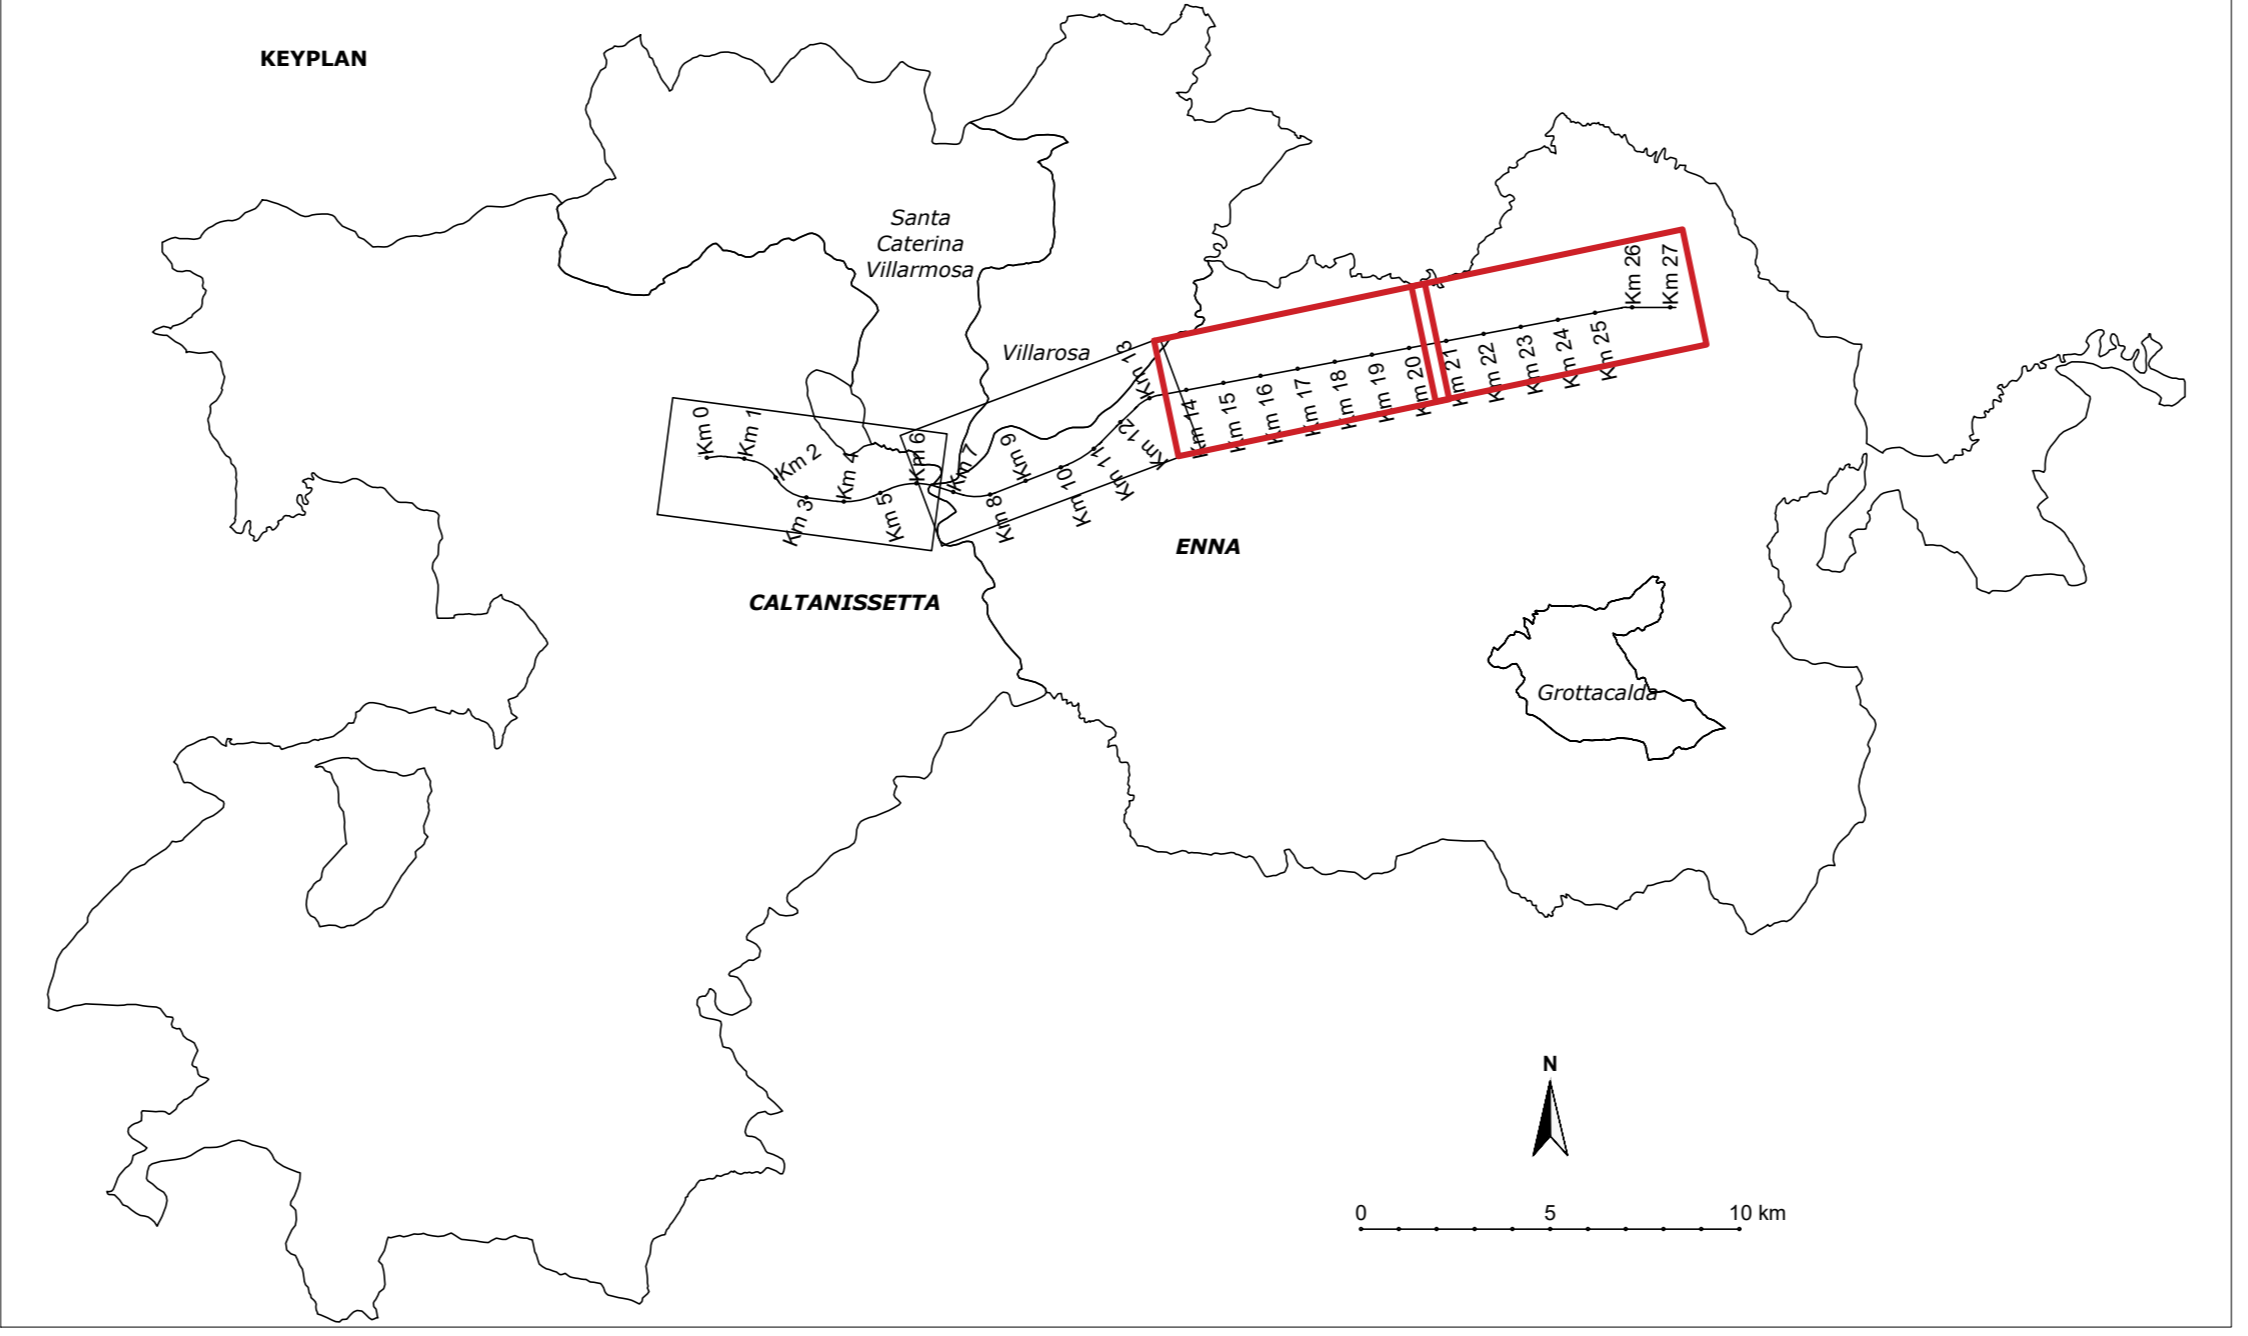 KEYPLAN
Santa
Caterina
Villarmosa
Villarosa
Km 0
Km 1
Km 2
Km 3
Km 4
Km 5
Km 6
Km 7
Km 8
Km 9
Km 10
Km 11
Km 12
Km 13
Km 14
Km 15
Km 16
Km 17
Km 18
Km 19
Km 20
Km 21
Km 22
Km 23
Km 24
Km 25
Km 26
Km 27
ENNA
CALTANISSETTA
Grottacalda
N
0 5 10 km